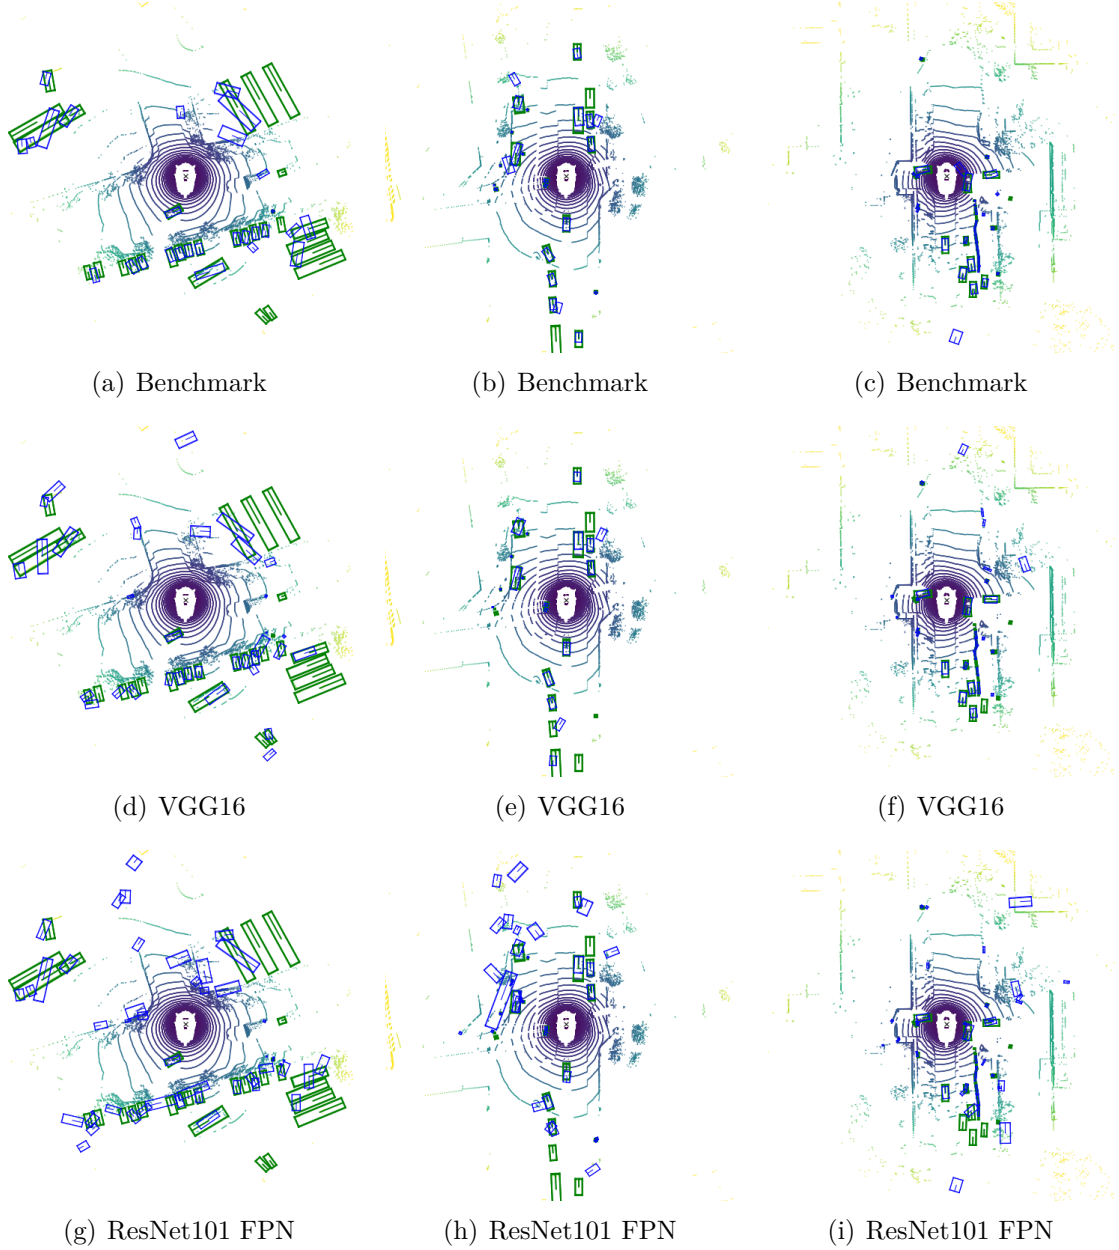 (a) Benchmark
(b) Benchmark
(c) Benchmark
(d) VGG16
(e) VGG16
(f) VGG16
(g) ResNet101 FPN
(h) ResNet101 FPN
(i) ResNet101 FPN